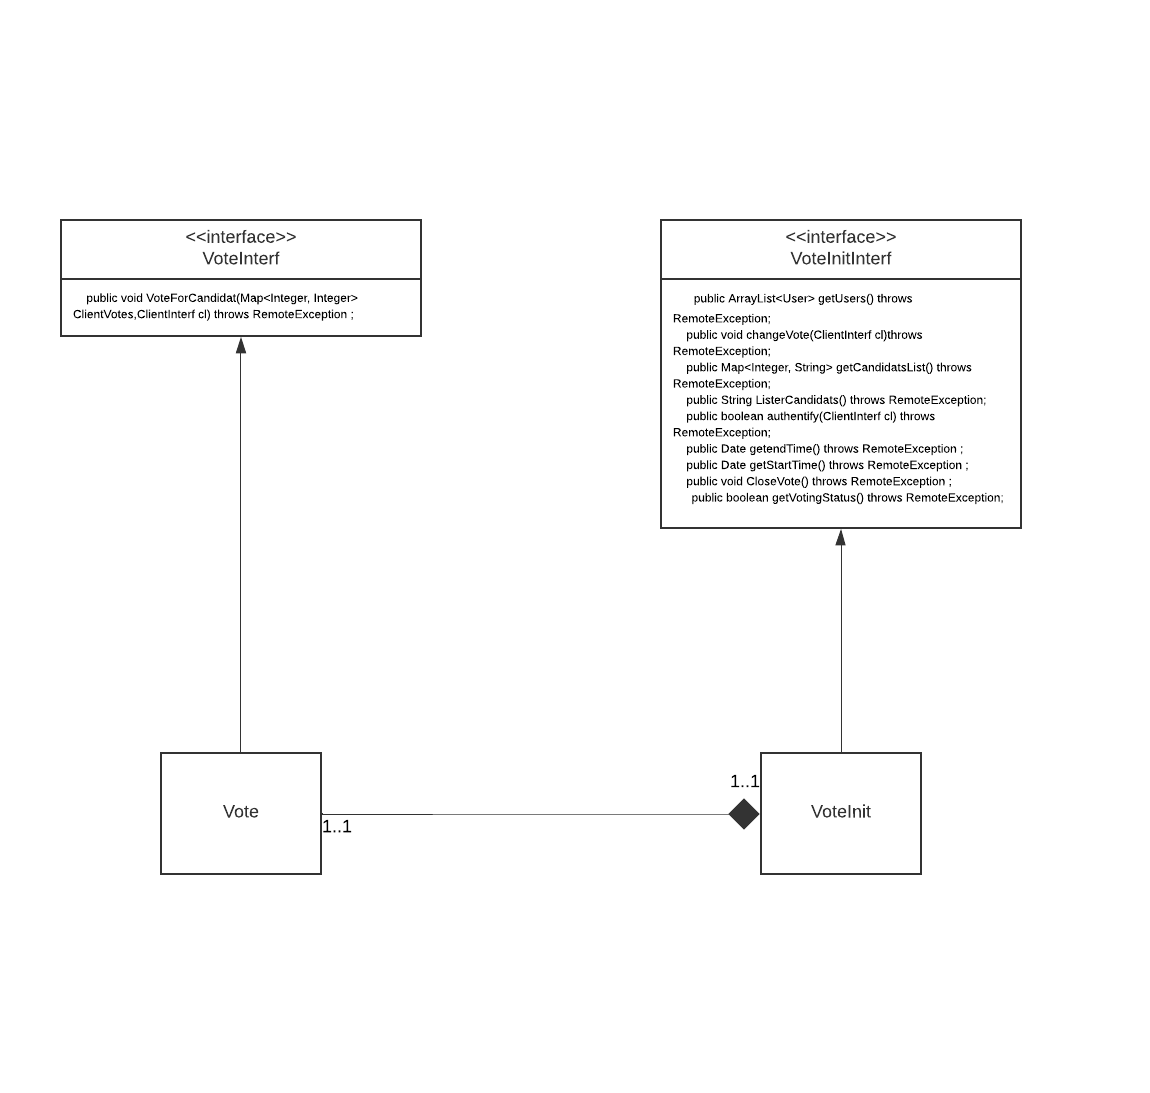 <<interface>>
VoteInterf
public void VoteForCandidat(Map<Integer, Integer>
ClientVotes,ClientInterf cl) throws RemoteException ;
<<interface>>
VoteInitInterf
public ArrayList<User> getUsers() throws
RemoteException;
public void changeVote(ClientInterf cl)throws
RemoteException;
public Map<Integer, String> getCandidatsList() throws
RemoteException;
public String ListerCandidats() throws RemoteException;
public boolean authentify(ClientInterf cl) throws
RemoteException;
public Date getendTime() throws RemoteException ;
public Date getStartTime() throws RemoteException ;
public void CloseVote() throws RemoteException ;
public boolean getVotingStatus() throws RemoteException;
Vote
1..1
1..1
VoteInit